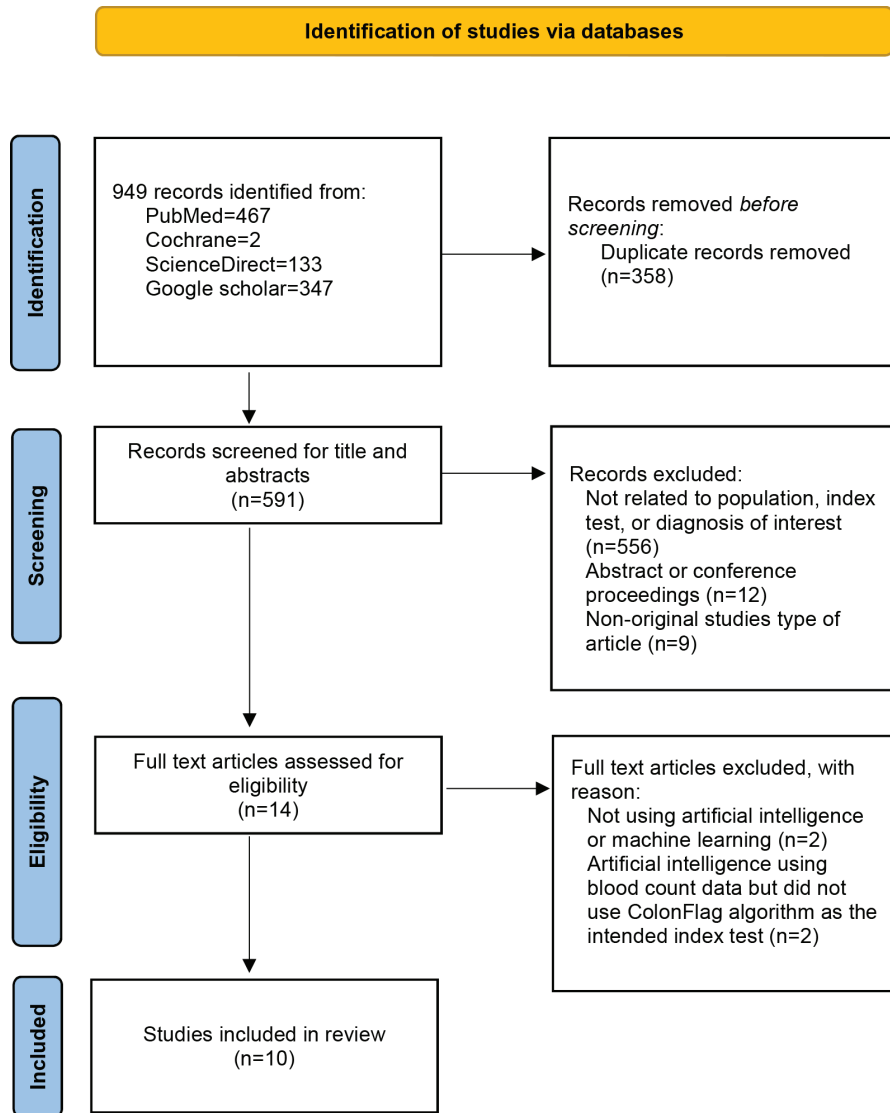 Identification of studies via databases
Identification
949 records identified from:
PubMed=467
Cochrane=2
ScienceDirect=133
Google scholar=347
Records removed before
screening:
Duplicate records removed
(n=358)
Screening
Records screened for title and
abstracts
(n=591)
Records excluded:
Not related to population, index
test, or diagnosis of interest
(n=556)
Abstract or conference
proceedings (n=12)
Non-original studies type of
article (n=9)
Eligibility
Full text articles assessed for
eligibility
(n=14)
Full text articles excluded, with
reason:
Not using artificial intelligence
or machine learning (n=2)
Artificial intelligence using
blood count data but did not
use ColonFlag algorithm as the
intended index test (n=2)
Included
Studies included in review
(n=10)